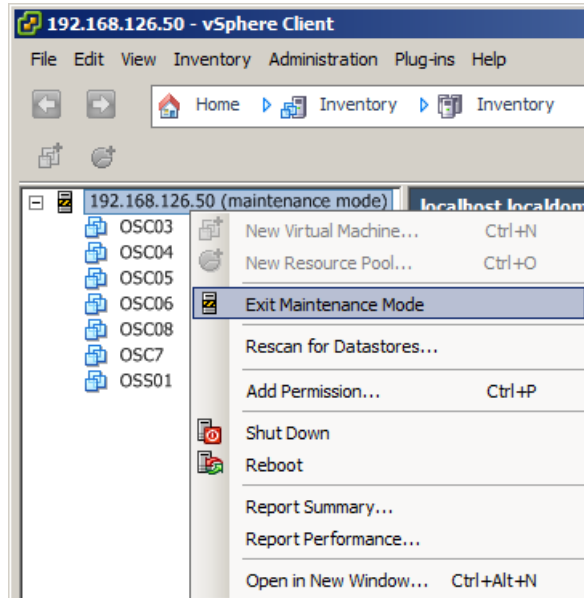 192.168.126.50 - vSphere Client
File Edit View Inventory Administration Plug-ins Help
Home Inventory Inventory
192.168.126.50 (maintenance mode)
localhost.localdom
OSC03
OSC04
OSC05
OSC06
OSC08
OSC7
OSS01
New Virtual Machine... Ctrl+N
New Resource Pool... Ctrl+O
Exit Maintenance Mode
Rescan for Datastores...
Add Permission... Ctrl+P
Shut Down
Reboot
Report Summary...
Report Performance...
Open in New Window... Ctrl+Alt+N